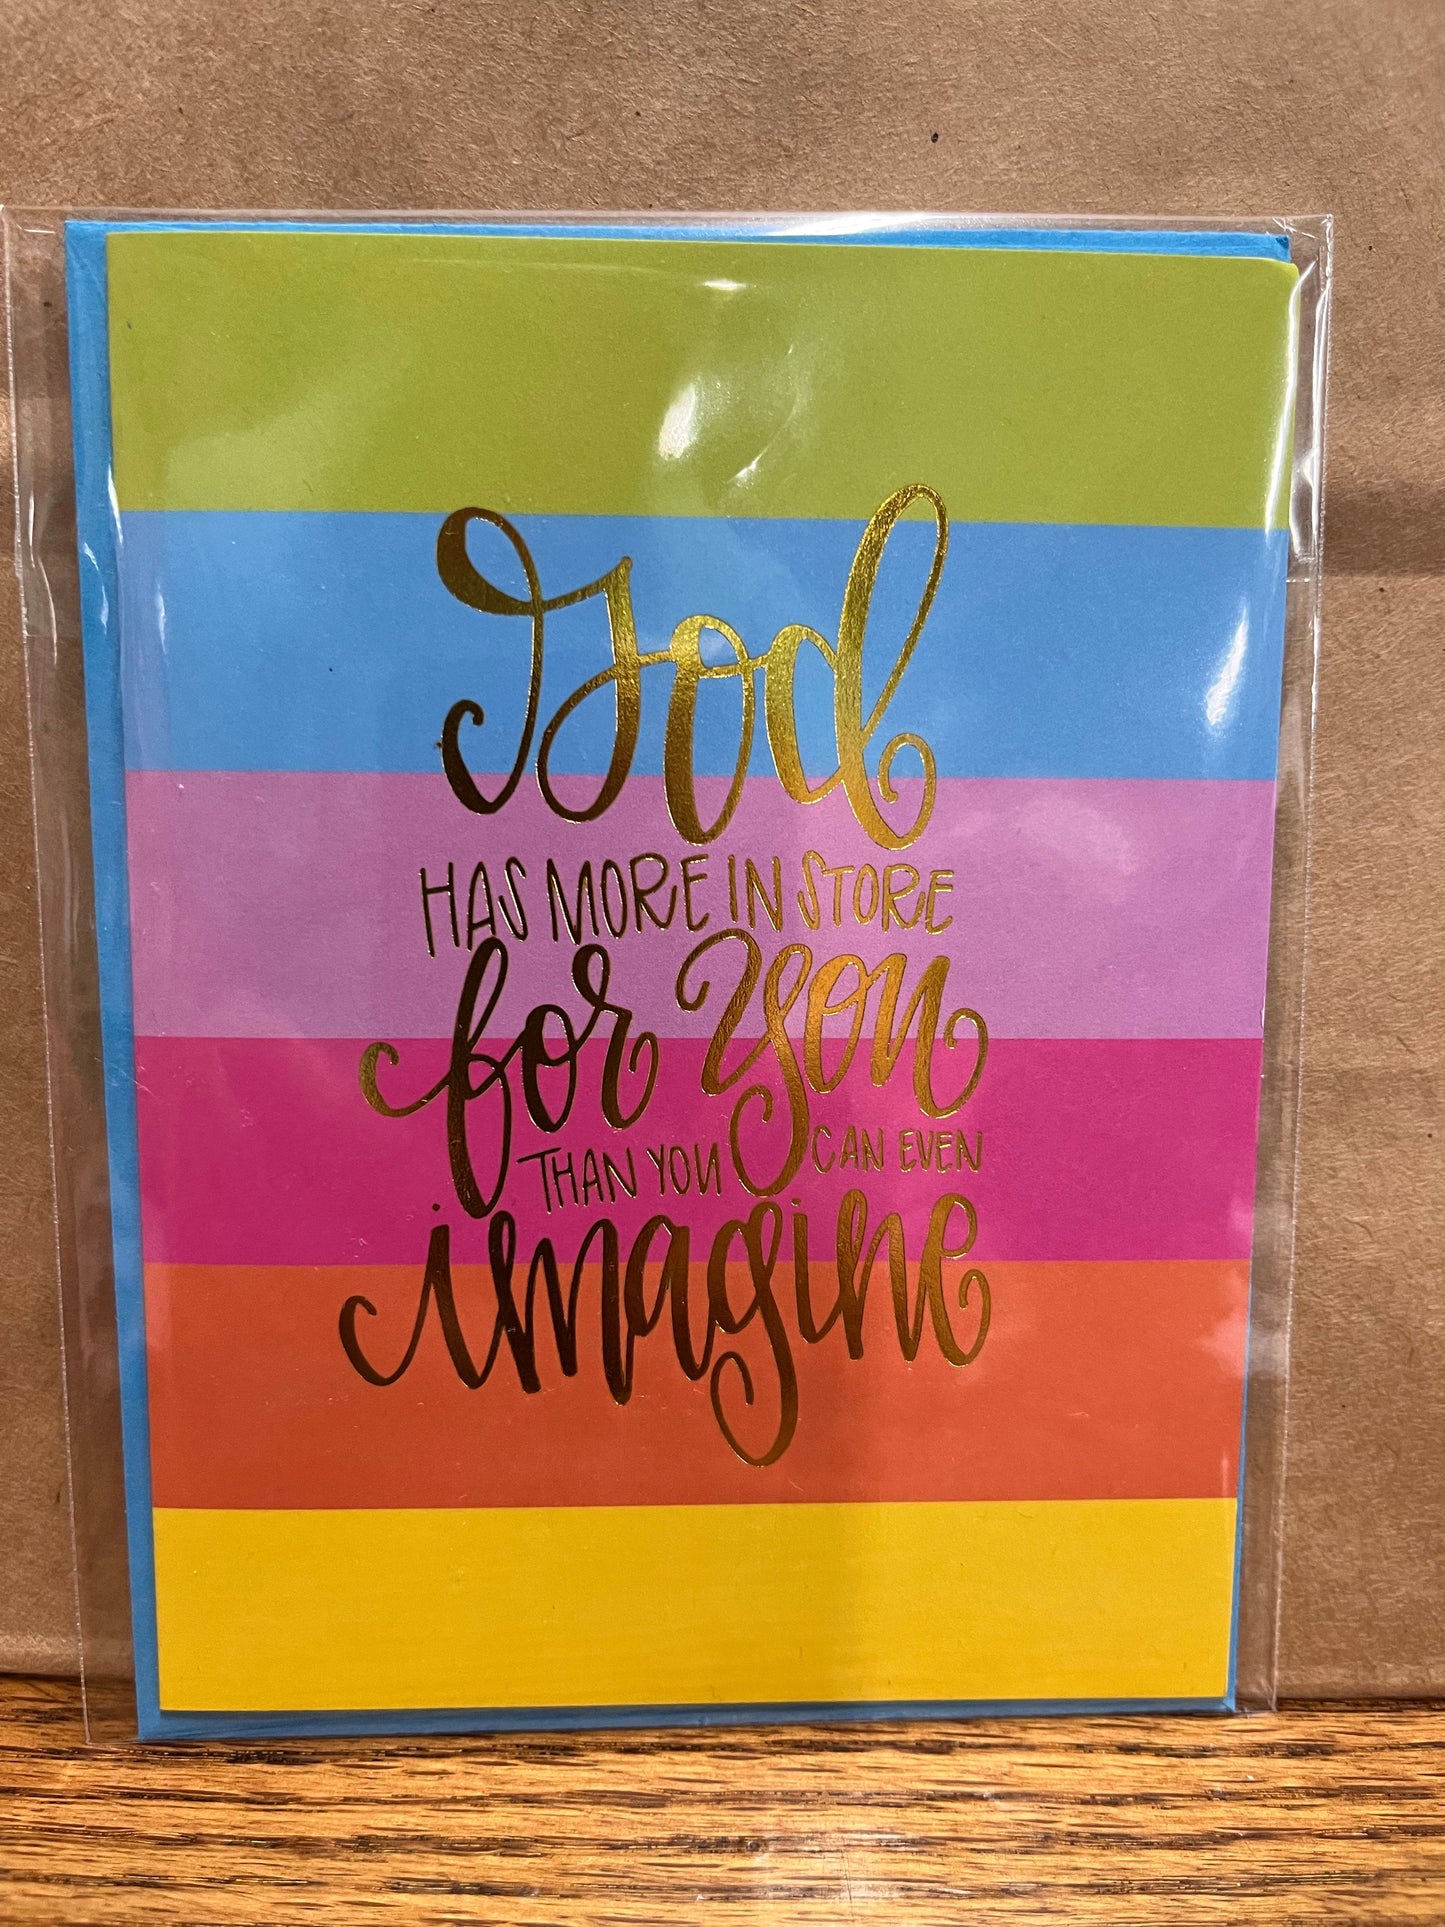 God
HAS MORE IN STORE
for you
THAN YOU CAN EVEN
imagine